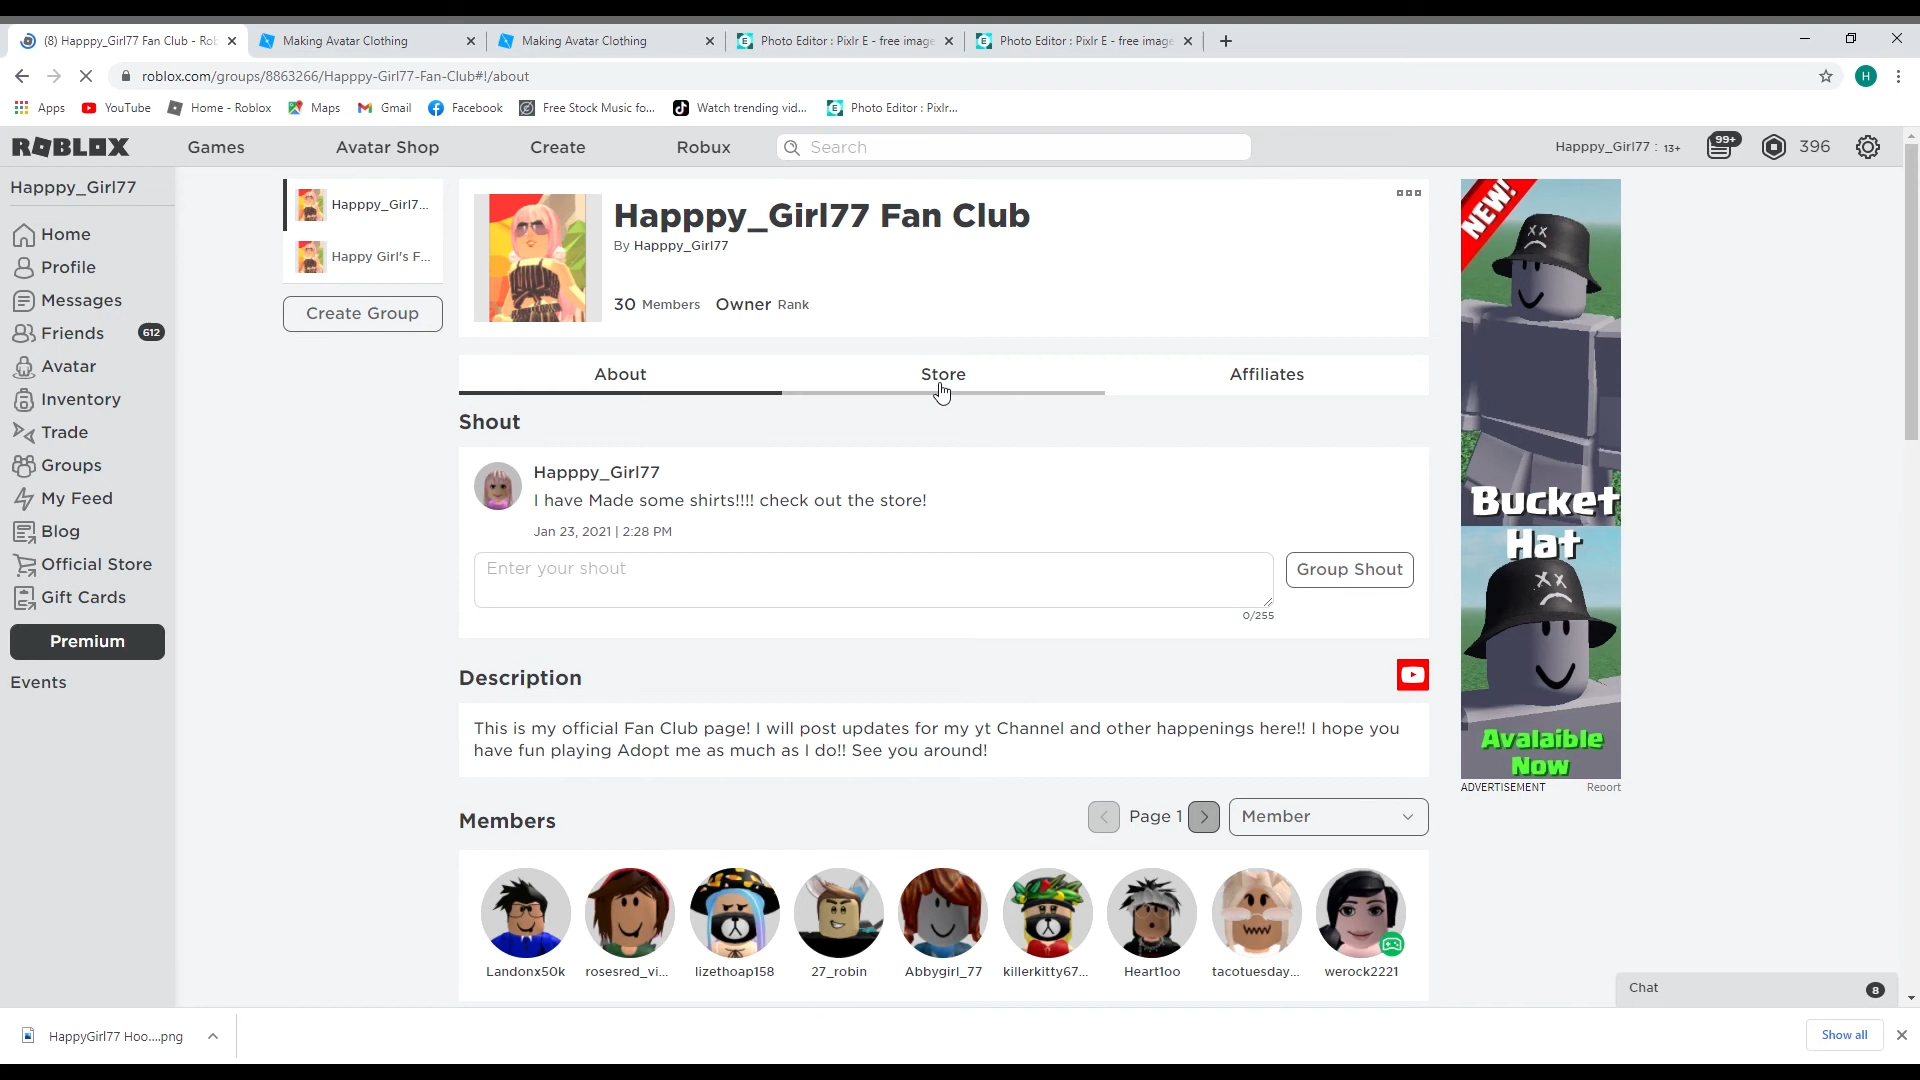 (8) Happpy_Girl77 Fan Club - Rob
Making Avatar Clothing
Making Avatar Clothing
Photo Editor : Pixlr E - free image
Photo Editor : Pixlr E - free image
roblox.com/groups/8863266/Happpy-Girl77-Fan-Club#!/about
H
Apps
YouTube
Home - Roblox
Maps
Gmail
Facebook
Free Stock Music fo...
Watch trending vid...
Photo Editor : Pixlr...
ROBLOX
Games
Avatar Shop
Create
Robux
Search
Happpy_Girl77 : 13+
99+
396
Happpy_Girl77
Home
Profile
Messages
Friends 612
Avatar
Inventory
Trade
Groups
My Feed
Blog
Official Store
Gift Cards
Premium
Events
Happpy_Girl7...
Happy Girl's F...
Create Group
Happpy_Girl77 Fan Club
By Happpy_Girl77
30 Members Owner Rank
About
Store
Affiliates
Shout
Happpy_Girl77
I have Made some shirts!!!! check out the store!
Jan 23, 2021 | 2:28 PM
Enter your shout
Group Shout
0/255
Description
This is my official Fan Club page! I will post updates for my yt Channel and other happenings here!! I hope you
have fun playing Adopt me as much as I do!! See you around!
Members
Page 1
Member
Landonx50k
rosesred_vi...
lizethoap158
27_robin
Abbygirl_77
killerkitty67...
Heart1oo
tacotuesday...
werock2221
NEW!
Bucket
Hat
Avalaible
Now
ADVERTISEMENT
Report
Chat
8
HappyGirl77 Hoo....png
Show all